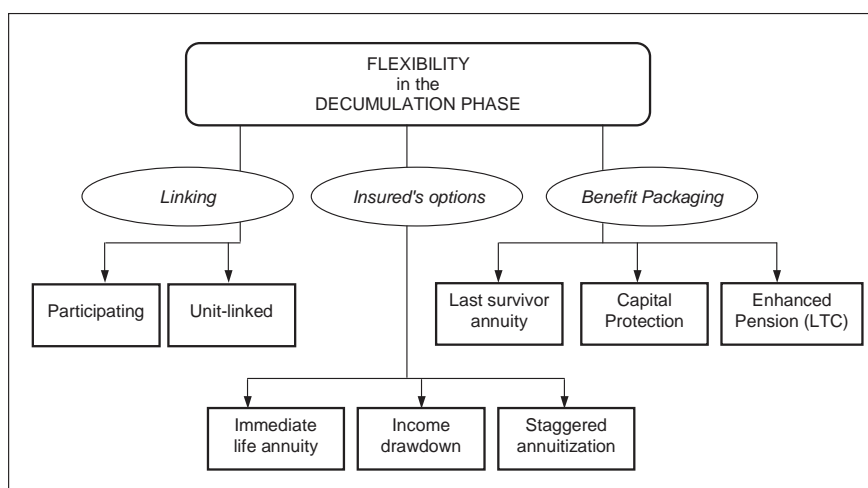 FLEXIBILITY
in the
DECUMULATION PHASE
Linking
Insured's options
Benefit Packaging
Participating
Unit-linked
Last survivor
annuity
Capital
Protection
Enhanced
Pension (LTC)
Immediate
life annuity
Income
drawdown
Staggered
annuitization